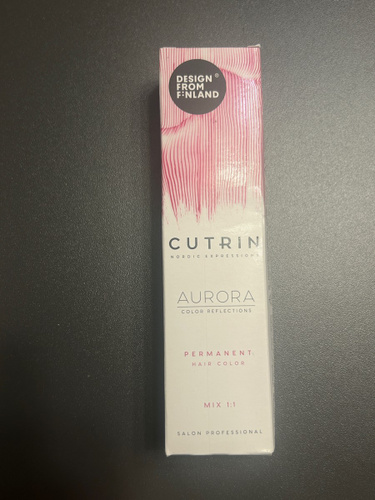 DESIGN
FROM
FINLAND
CUTRIN
NORDIC EXPRESSIONS
AURORA
COLOR REFLECTIONS
PERMANENT
HAIR COLOR
MIX 1:1
SALON PROFESSIONAL